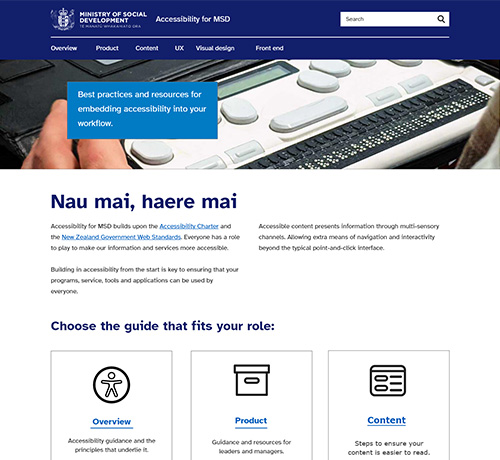 MINISTRY OF SOCIAL
DEVELOPMENT
TE MANATŪ WHAKAHIATO ORA
Accessibility for MSD
Search
Overview Product Content UX Visual design Front end
Best practices and resources for
embedding accessibility into your
workflow.
Nau mai, haere mai
Accessibility for MSD builds upon the Accessibility Charter and
the New Zealand Government Web Standards. Everyone has a role
to play to make our information and services more accessible.
Building in accessibility from the start is key to ensuring that your
programs, service, tools and applications can be used by
everyone.
Accessible content presents information through multi-sensory
channels. Allowing extra means of navigation and interactivity
beyond the typical point-and-click interface.
Choose the guide that fits your role:
Overview
Accessibility guidance and the
principles that underlie it.
Product
Guidance and resources for
leaders and managers.
Content
Steps to ensure your
content is easier to read.